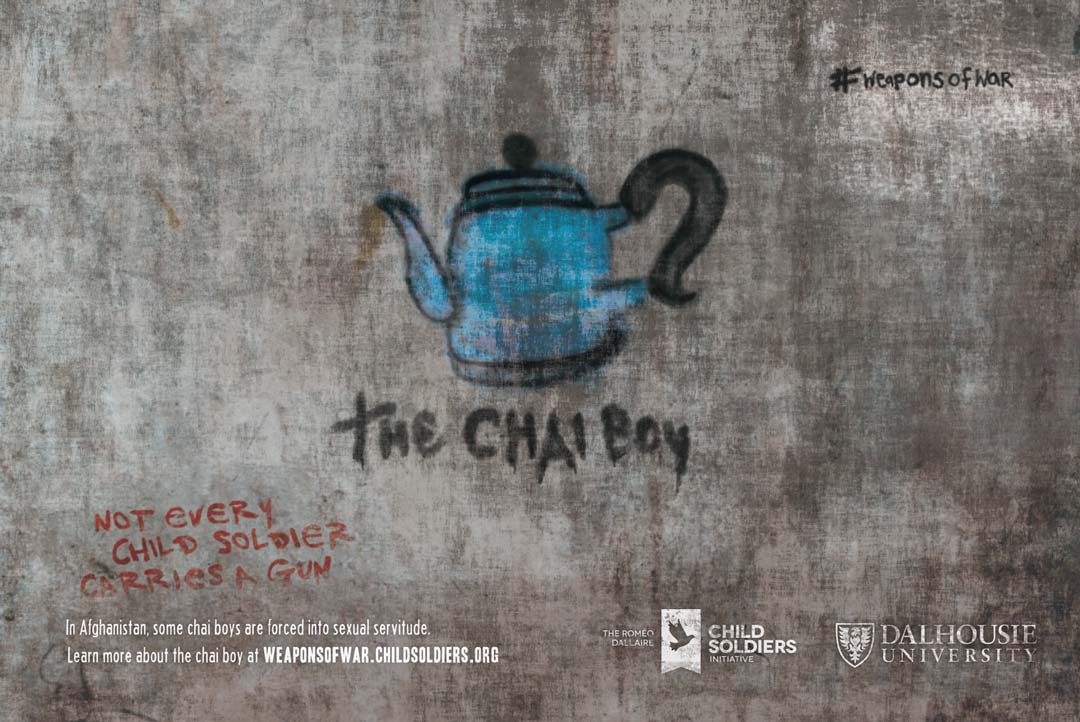 #WeaponsofWar
THE CHAI BOY
NOT EVERY
CHILD SOLDIER
CARRIES A GUN
In Afghanistan, some chai boys are forced into sexual servitude.
Learn more about the chai boy at WEAPONSOFWAR.CHILDSOLDIERS.ORG
THE ROMÉO
DALLAIRE
CHILD
SOLDIERS
INITIATIVE
DALHOUSIE
UNIVERSITY